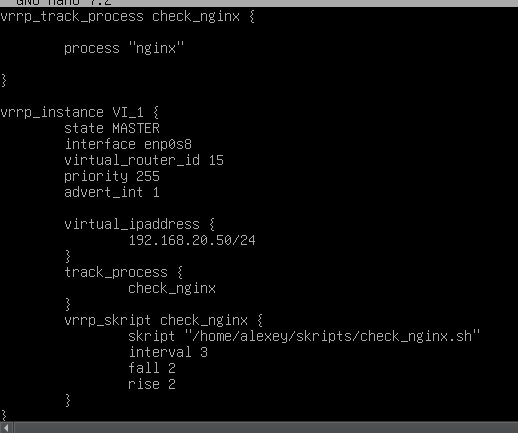 GNU nano 7.2
vrrp_track_process check_nginx {
process "nginx"
}
vrrp_instance VI_1 {
state MASTER
interface enp0s8
virtual_router_id 15
priority 255
advert_int 1
virtual_ipaddress {
192.168.20.50/24
}
track_process {
check_nginx
}
vrrp_skript check_nginx {
skript "/home/alexey/skripts/check_nginx.sh"
interval 3
fall 2
rise 2
}
}